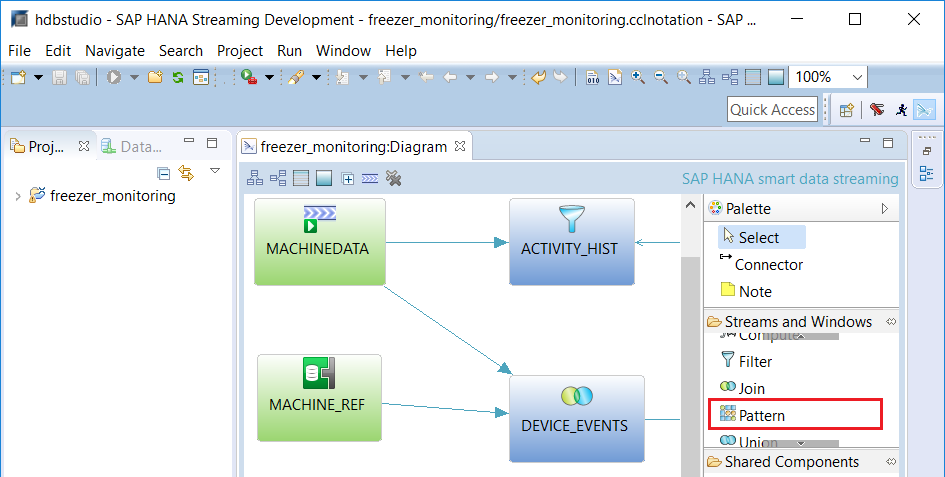 hdbstudio - SAP HANA Streaming Development - freezer_monitoring/freezer_monitoring.cclnotation - SAP ...
File Edit Navigate Search Project Run Window Help
010 100%
Quick Access
Proj... Data... freezer_monitoring:Diagram
SAP HANA smart data streaming
freezer_monitoring
MACHINEDATA
ACTIVITY_HIST
MACHINE_REF
DEVICE_EVENTS
Palette
Select
Connector
Note
Streams and Windows
Compute
Filter
Join
Pattern
Union
Shared Components